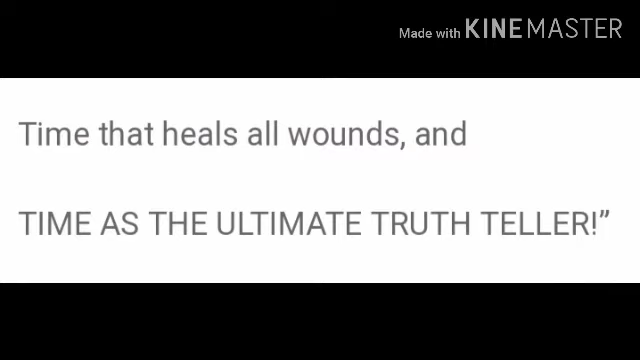 Made with KINEMASTER
Time that heals all wounds, and
TIME AS THE ULTIMATE TRUTH TELLER!”